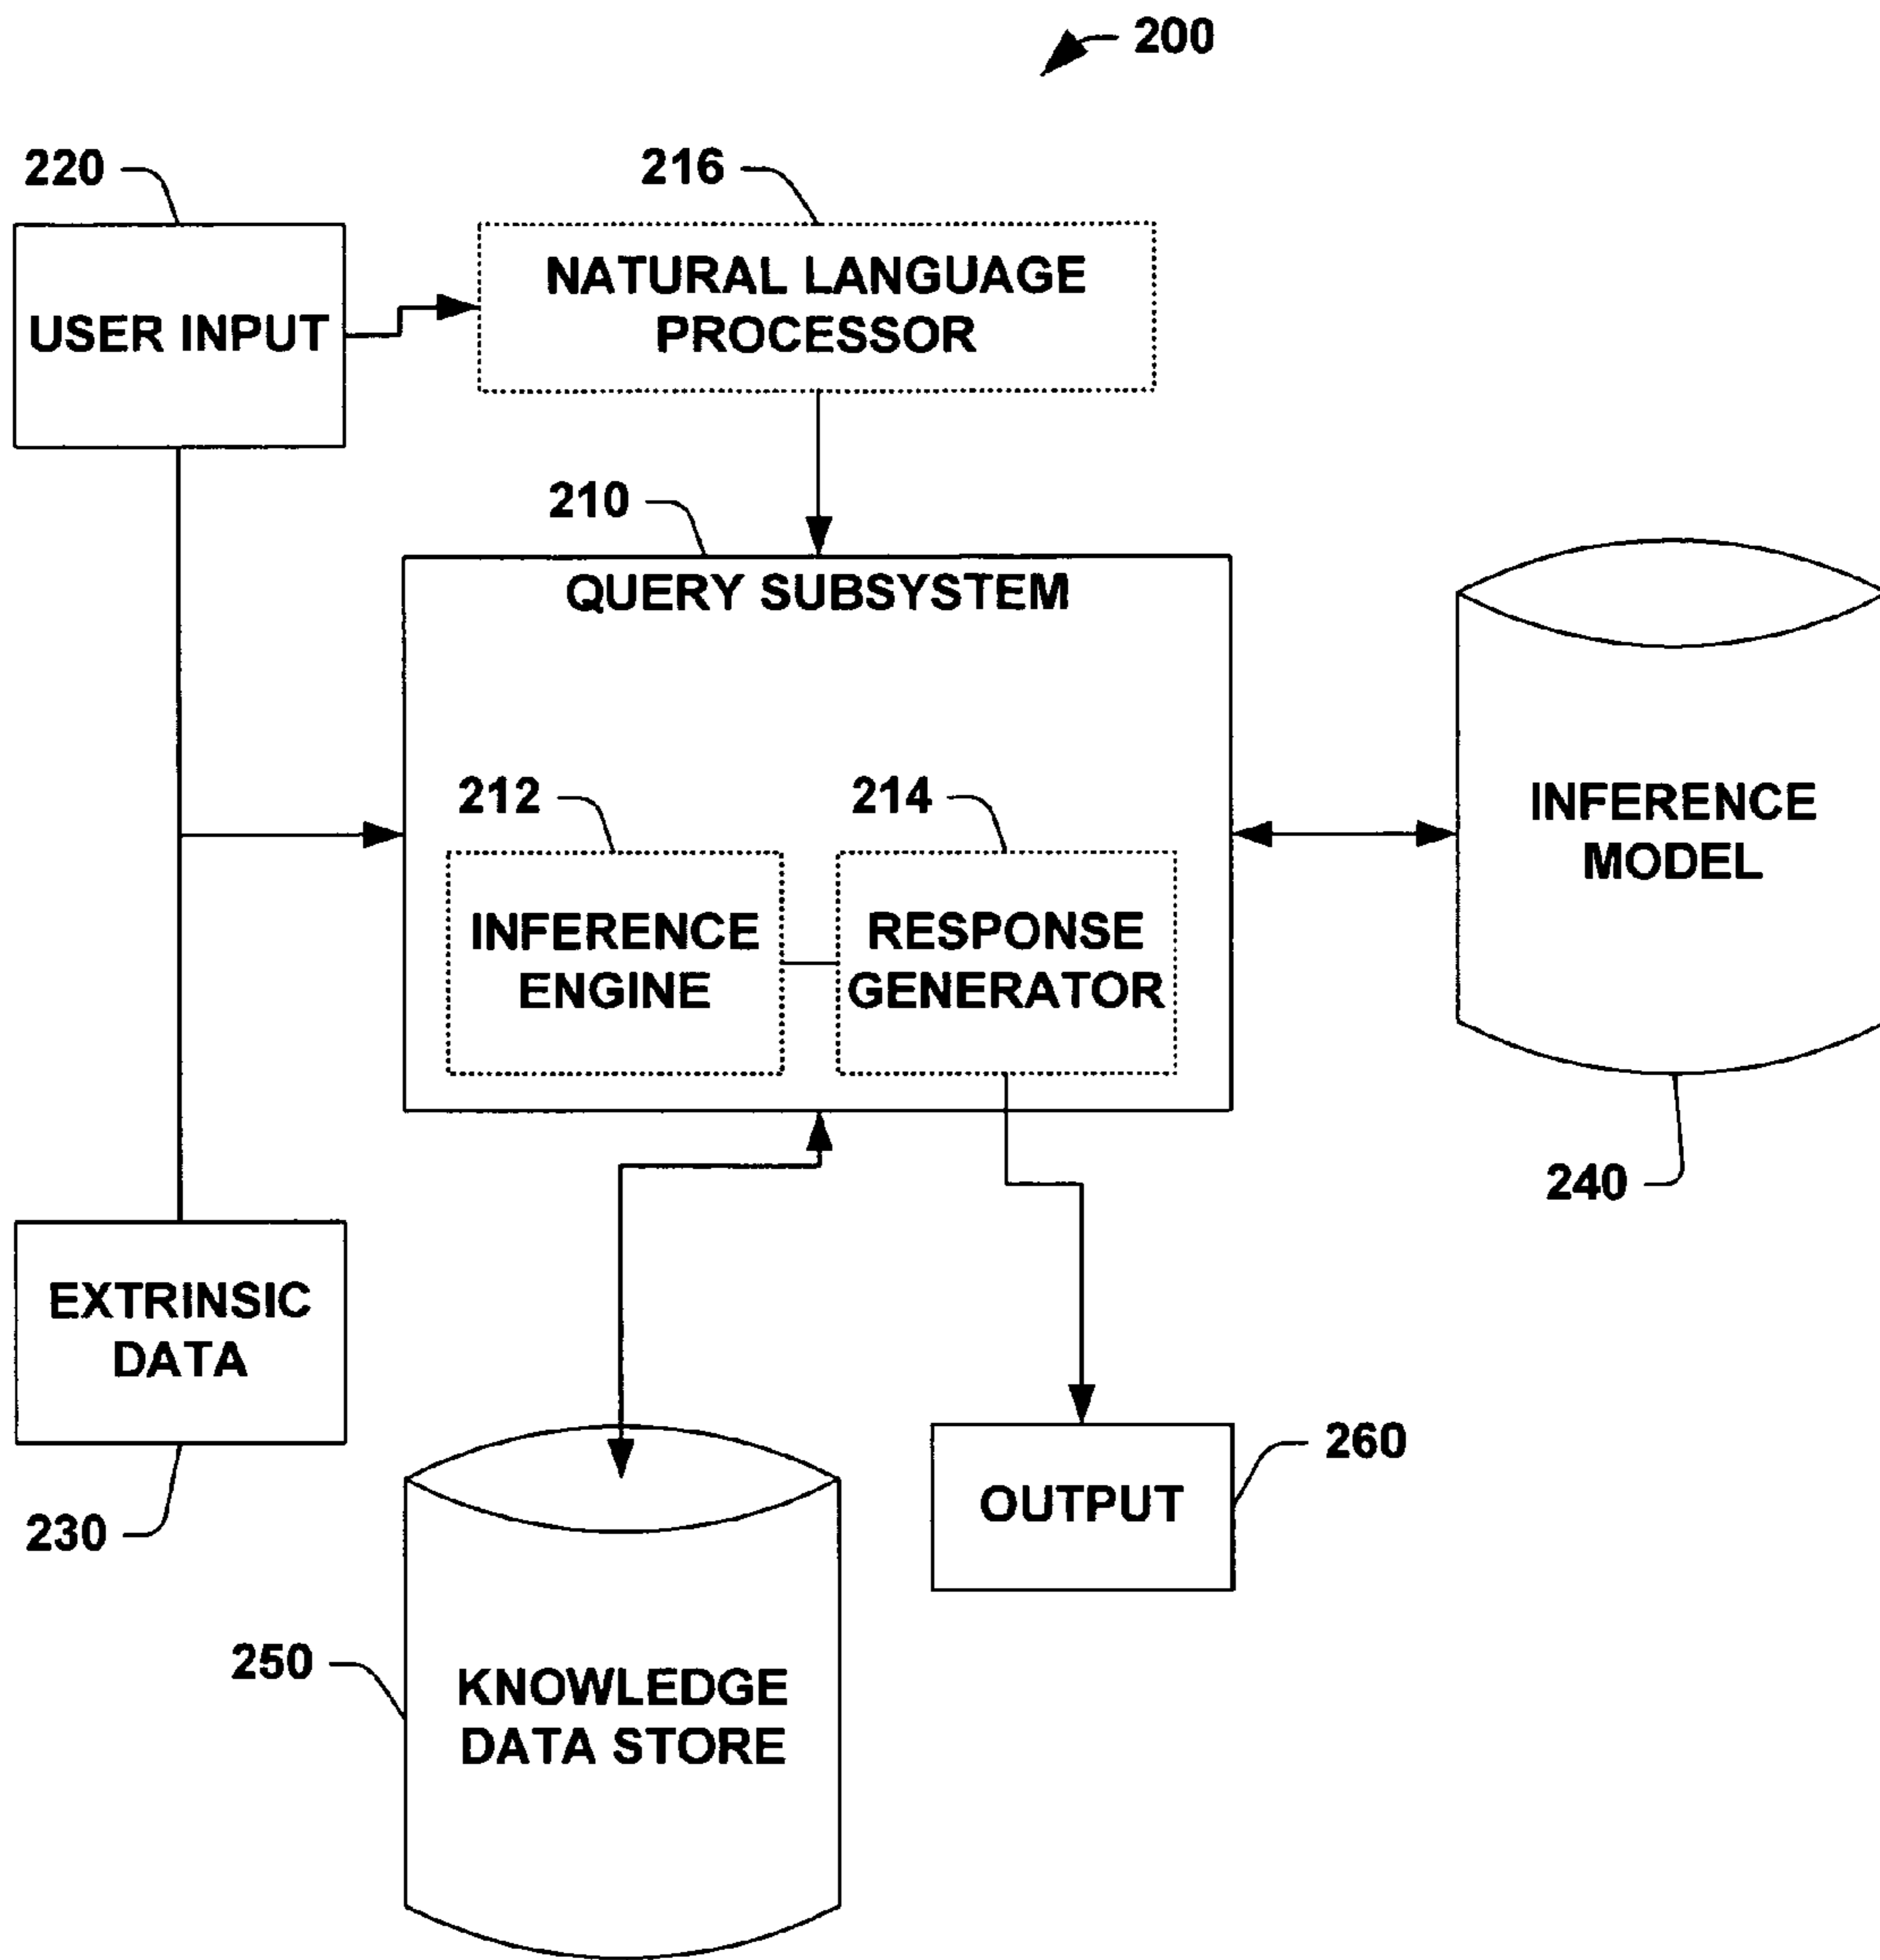 200
220
216
USER INPUT
NATURAL LANGUAGE
PROCESSOR
210
QUERY SUBSYSTEM
212
214
INFERENCE
ENGINE
RESPONSE
GENERATOR
INFERENCE
MODEL
240
EXTRINSIC
DATA
230
260
OUTPUT
250
KNOWLEDGE
DATA STORE